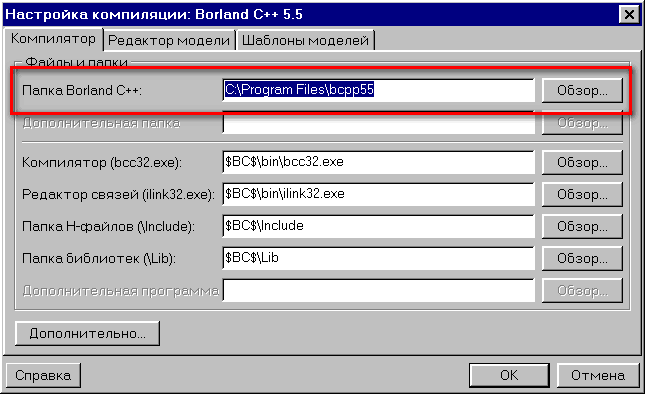 Настройка компиляции: Borland C++ 5.5
Компилятор Редактор модели Шаблоны моделей
Файлы и папки
Папка Borland C++: C:\Program Files\bcpp55 Обзор...
Дополнительная папка Обзор...
Компилятор (bcc32.exe): $BC$\bin\bcc32.exe Обзор...
Редактор связей (ilink32.exe): $BC$\bin\ilink32.exe Обзор...
Папка H-файлов (\Include): $BC$\Include Обзор...
Папка библиотек (\Lib): $BC$\Lib Обзор...
Дополнительная программа Обзор...
Дополнительно...
Справка OK Отмена